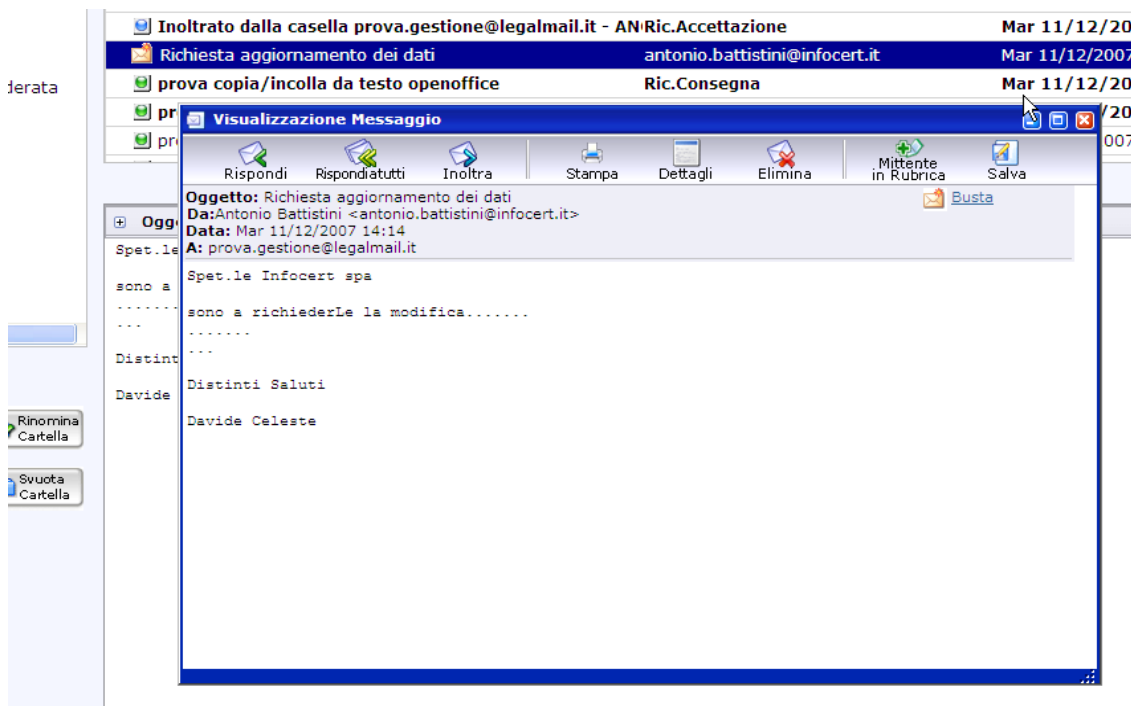 Inoltrato dalla casella prova.gestione@legalmail.it - AN Ric.Accettazione Mar 11/12/20
Richiesta aggiornamento dei dati antonio.battistini@infocert.it Mar 11/12/2007
derata
prova copia/incolla da testo openoffice Ric.Consegna Mar 11/12/20
pr /20
pr 007
Visualizzazione Messaggio
Rispondi Rispondiatutti Inoltra Stampa Dettagli Elimina Mittente in Rubrica Salva
Oggetto: Richiesta aggiornamento dei dati Busta
Da:Antonio Battistini <antonio.battistini@infocert.it>
Data: Mar 11/12/2007 14:14
A: prova.gestione@legalmail.it
Ogg
Spet.le
sono a
.......
...
Distint
Davide
Spet.le Infocert spa
sono a richiederLe la modifica.......
.......
...
Distinti Saluti
Davide Celeste
Rinomina
Cartella
Svuota
Cartella